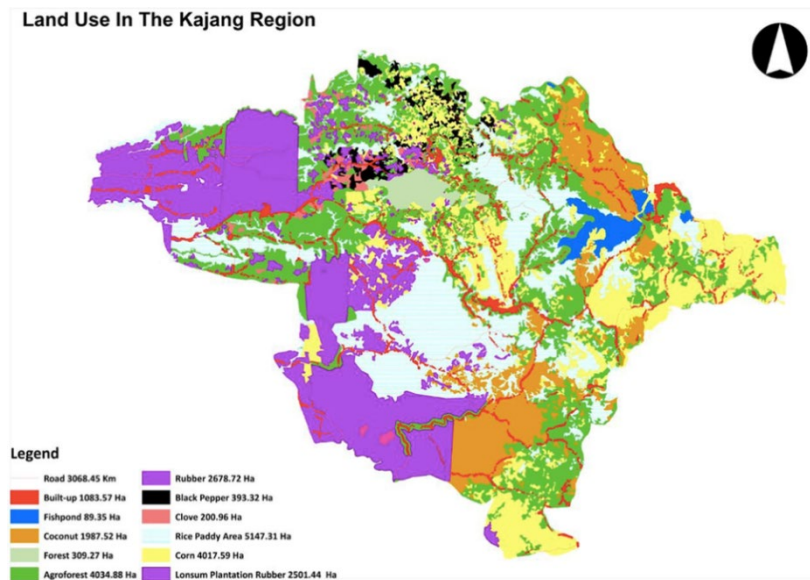 Land Use In The Kajang Region
Legend
Road 3068.45 Km
Built-up 1083.57 Ha
Fishpond 89.35 Ha
Coconut 1987.52 Ha
Forest 309.27 Ha
Agroforest 4034.88 Ha
Rubber 2678.72 Ha
Black Pepper 393.32 Ha
Clove 200.96 Ha
Rice Paddy Area 5147.31 Ha
Corn 4017.59 Ha
Lonsum Plantation Rubber 2501.44 Ha